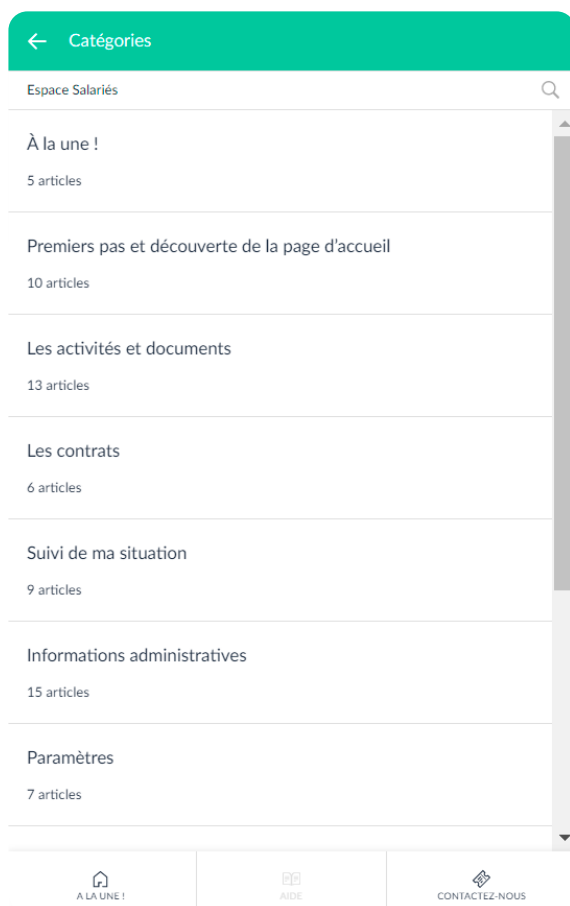 Catégories
Espace Salariés
À la une !
5 articles
Premiers pas et découverte de la page d’accueil
10 articles
Les activités et documents
13 articles
Les contrats
6 articles
Suivi de ma situation
9 articles
Informations administratives
15 articles
Paramètres
7 articles
A LA UNE !
AIDE
CONTACTEZ-NOUS